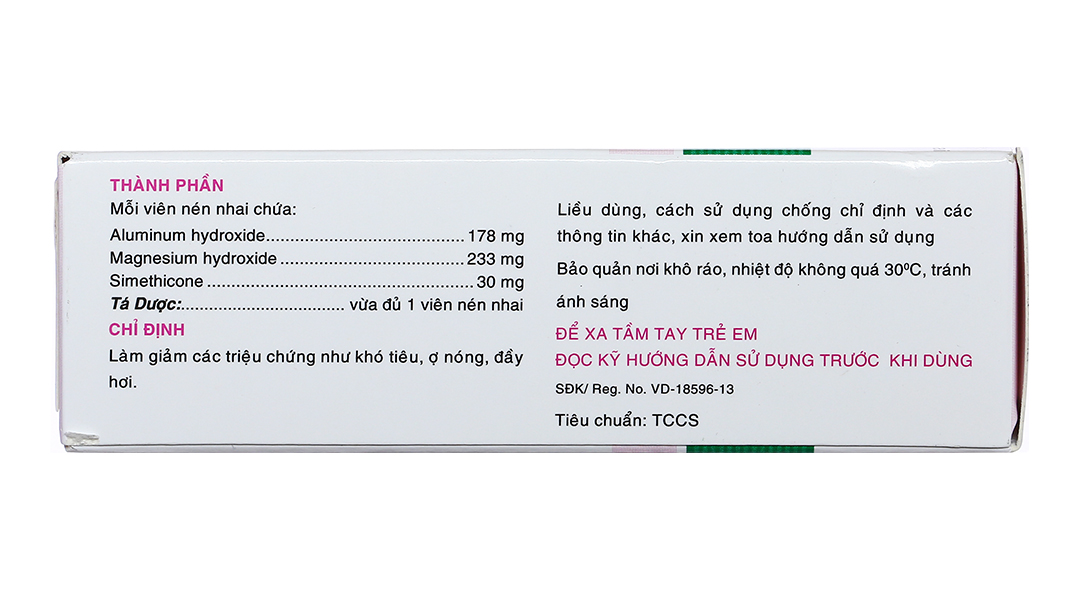 THÀNH PHẦN
Mỗi viên nén nhai chứa:
Aluminum hydroxide.......................................... 178 mg
Magnesium hydroxide ....................................... 233 mg
Simethicone ..................................................... 30 mg
Tá Dược:.................................. vừa đủ 1 viên nén nhai
CHỈ ĐỊNH
Làm giảm các triệu chứng như khó tiêu, ợ nóng, đầy
hơi.
Liều dùng, cách sử dụng chống chỉ định và các
thông tin khác, xin xem toa hướng dẫn sử dụng
Bảo quản nơi khô ráo, nhiệt độ không quá 30ºC, tránh
ánh sáng
ĐỂ XA TẦM TAY TRẺ EM
ĐỌC KỸ HƯỚNG DẪN SỬ DỤNG TRƯỚC KHI DÙNG
SĐK/ Reg. No. VD-18596-13
Tiêu chuẩn: TCCS